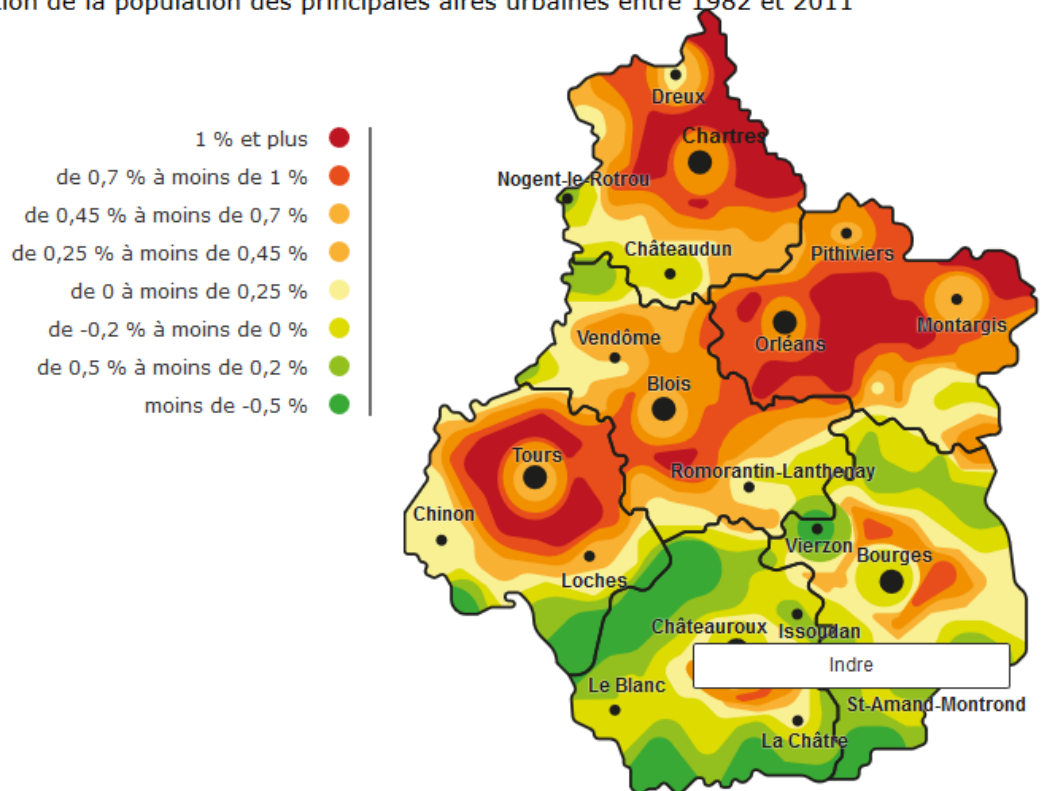 tion de la population des principales aires urbaines entre 1982 et 2011
1 % et plus
de 0,7 % à moins de 1 %
de 0,45 % à moins de 0,7 %
de 0,25 % à moins de 0,45 %
de 0 à moins de 0,25 %
de -0,2 % à moins de 0 %
de 0,5 % à moins de 0,2 %
moins de -0,5 %
Dreux
Chartres
Nogent-le-Rotrou
Châteaudun
Pithiviers
Montargis
Orléans
Vendôme
Blois
Tours
Romorantin-Lanthenay
Chinon
Vierzon
Bourges
Loches
Châteauroux
Issoudan
Indre
Le Blanc
St-Amand-Montrond
La Châtre